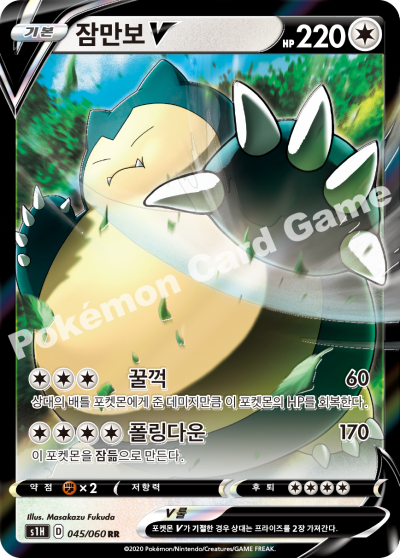 기본 잠만보 V HP 220
Pokémon Card Game
꿀꺽 60
상대의 배틀 포켓몬에게 준 데미지만큼 이 포켓몬의 HP를 회복한다.
폴링다운 170
이 포켓몬을 잠듦으로 만든다.
약점 ×2 저항력 후퇴
Illus. Masakazu Fukuda
V룰
s1H D 045/060 RR
포켓몬 V가 기절한 경우 상대는 프라이즈를 2장 가져간다.
©2020 Pokémon/Nintendo/Creatures/GAME FREAK.